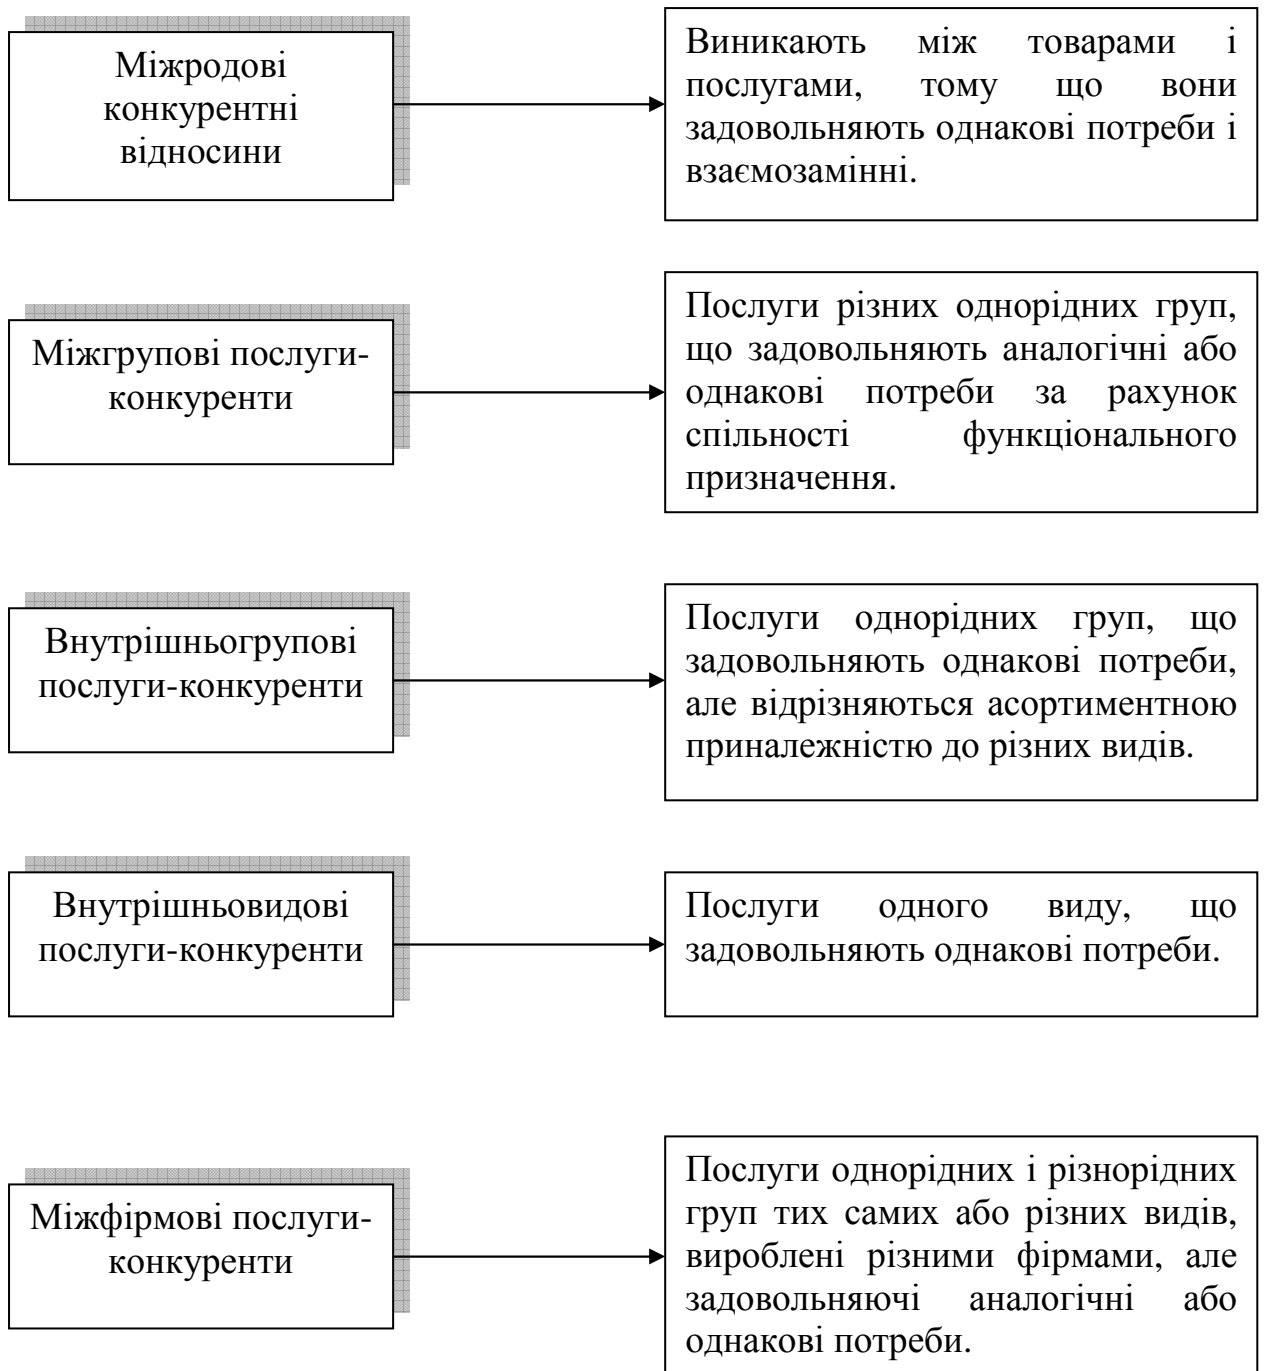 Міжродові
конкурентні
відносини
Виникають між товарами і
послугами, тому що вони
задовольняють однакові потреби і
взаємозамінні.
Міжгрупові послуги-
конкуренти
Послуги різних однорідних груп,
що задовольняють аналогічні або
однакові потреби за рахунок
спільності функціонального
призначення.
Внутрішньогрупові
послуги-конкуренти
Послуги однорідних груп, що
задовольняють однакові потреби,
але відрізняються асортиментною
приналежністю до різних видів.
Внутрішньовидові
послуги-конкуренти
Послуги одного виду, що
задовольняють однакові потреби.
Міжфірмові послуги-
конкуренти
Послуги однорідних і різнорідних
груп тих самих або різних видів,
вироблені різними фірмами, але
задовольняючі аналогічні або
однакові потреби.